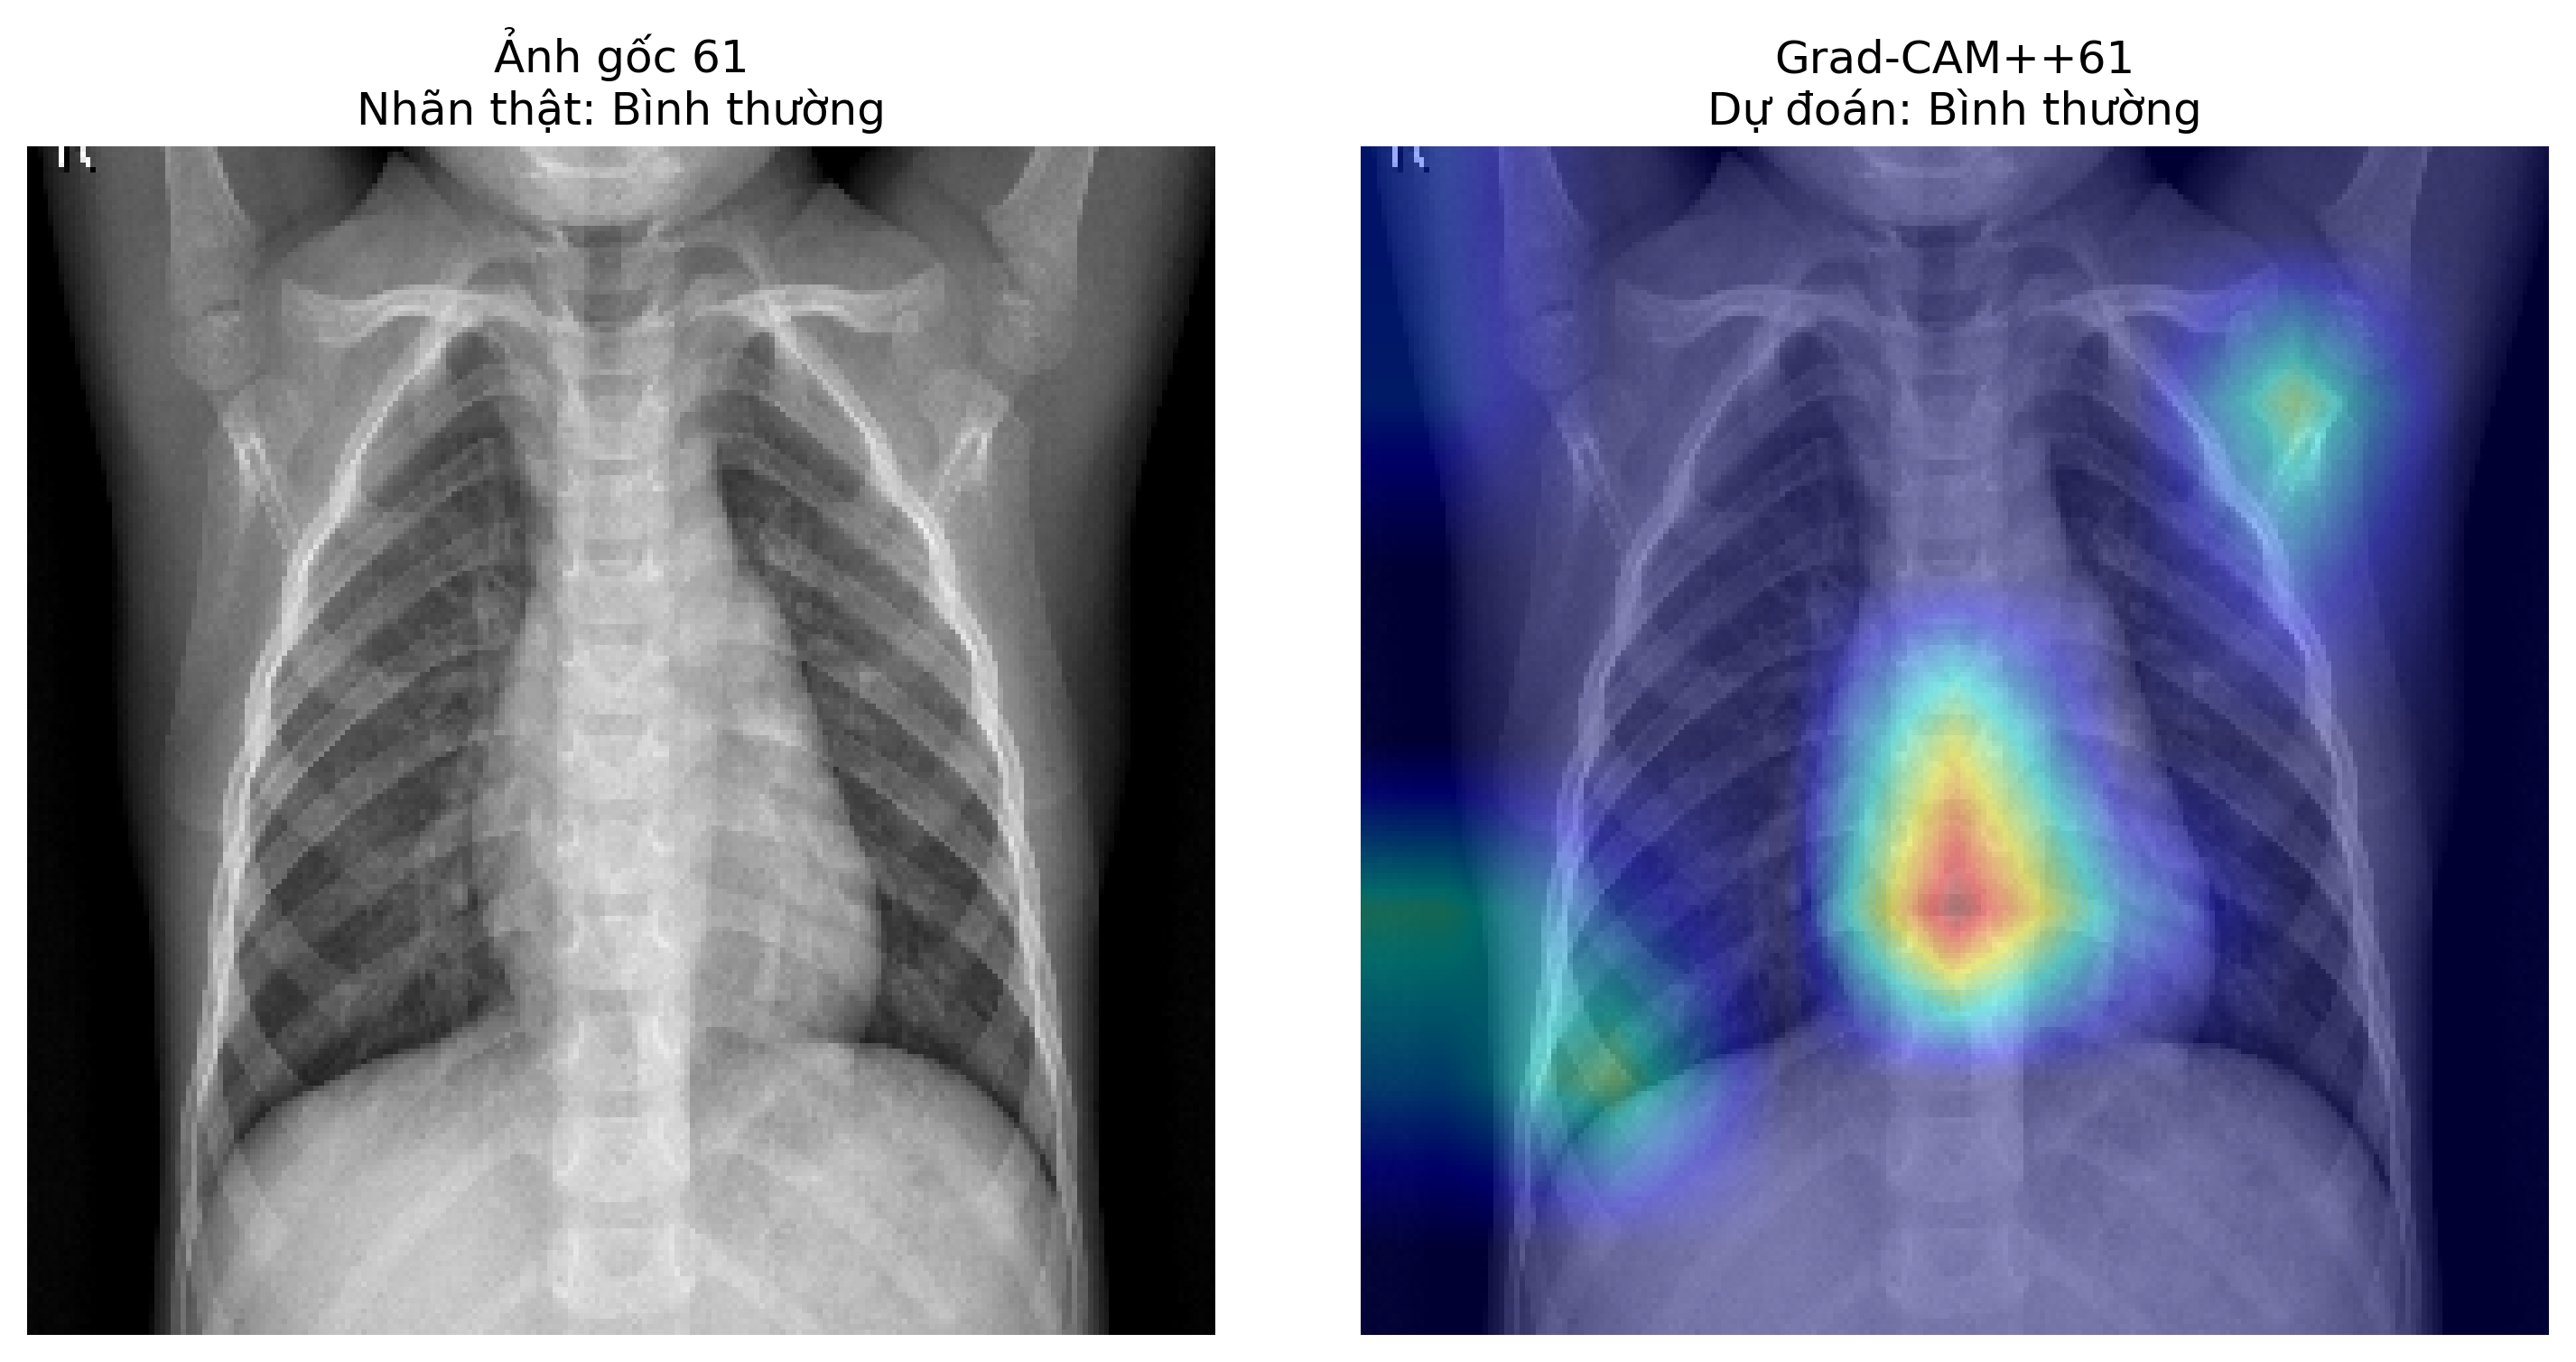 Ảnh gốc 61
Nhãn thật: Bình thường
Grad-CAM++61
Dự đoán: Bình thường